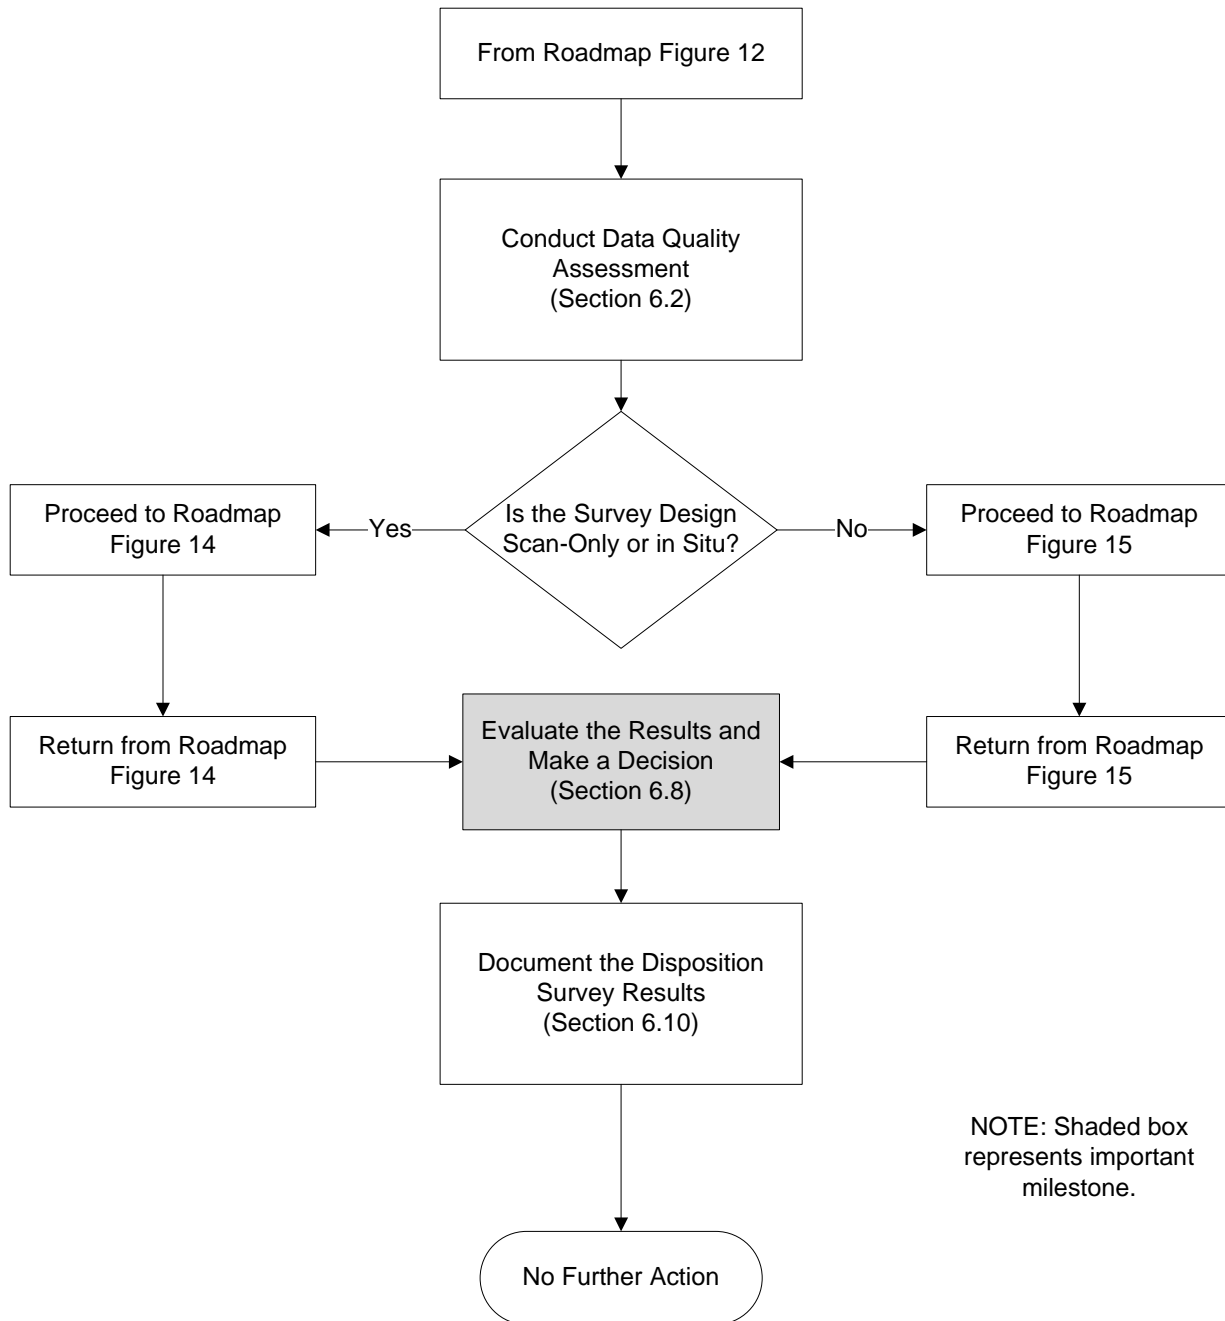 From Roadmap Figure 12
Conduct Data Quality
Assessment
(Section 6.2)
Is the Survey Design
Scan-Only or in Situ?
Yes
No
Proceed to Roadmap
Figure 14
Proceed to Roadmap
Figure 15
Return from Roadmap
Figure 14
Evaluate the Results and
Make a Decision
(Section 6.8)
Return from Roadmap
Figure 15
Document the Disposition
Survey Results
(Section 6.10)
NOTE: Shaded box
represents important
milestone.
No Further Action